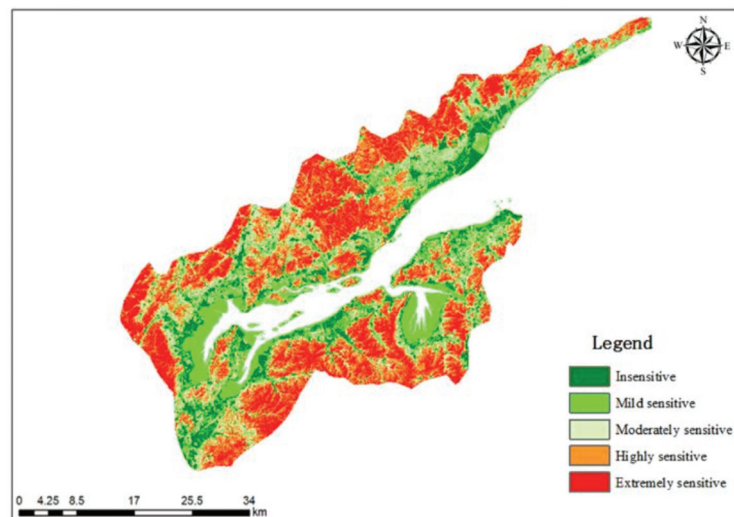 N
W E
S
Legend
Insensitive
Mild sensitive
Moderately sensitive
Highly sensitive
Extremely sensitive
0 4.25 8.5 17 25.5 34
km